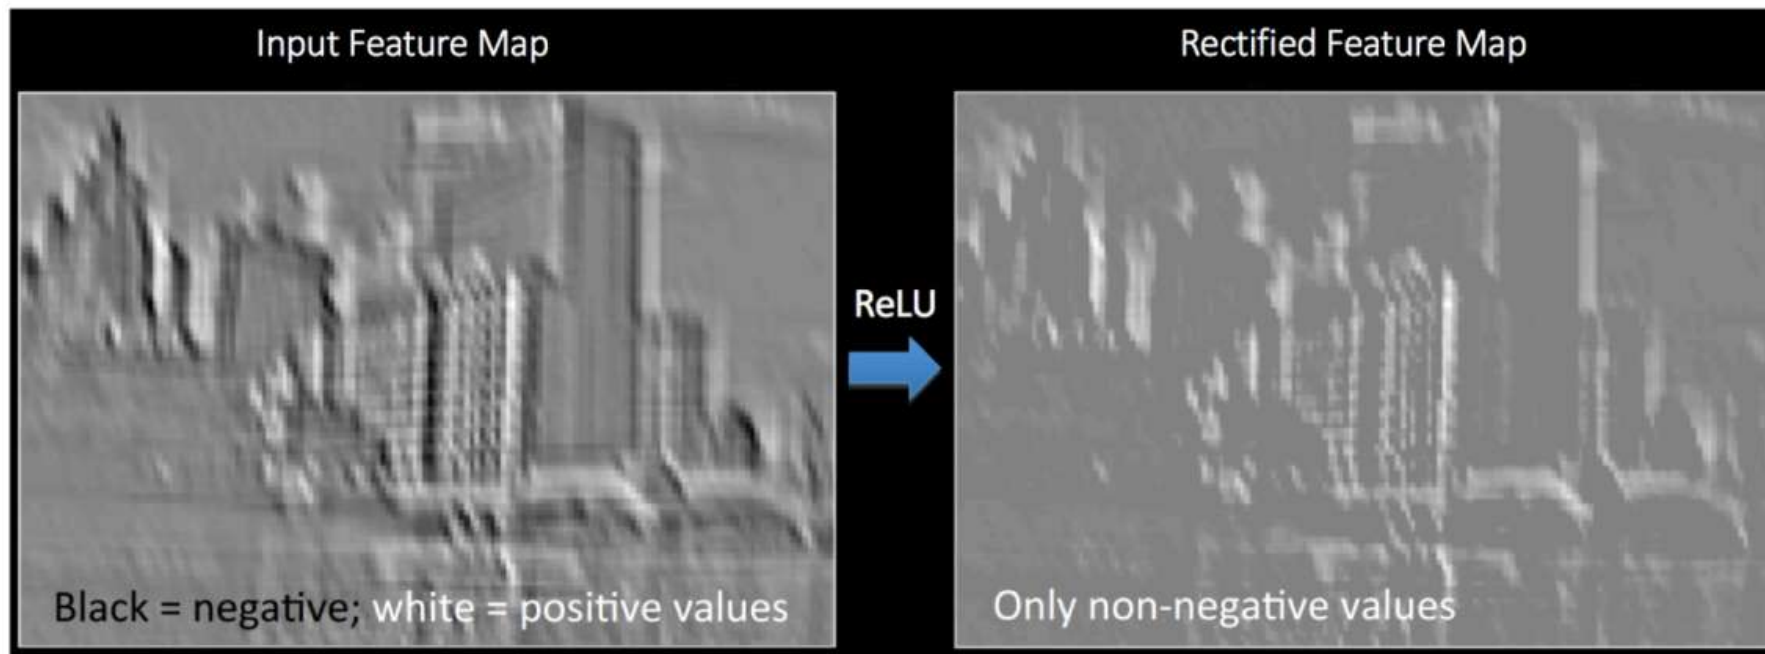 Input Feature Map
Rectified Feature Map
ReLU
Black = negative; white = positive values
Only non-negative values